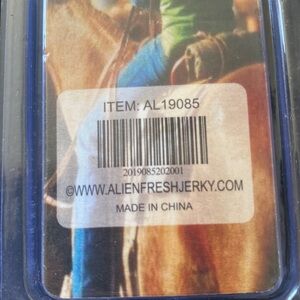 ITEM: AL19085
2019085202001
©WWW.ALIENFRESHJERKY.COM
MADE IN CHINA